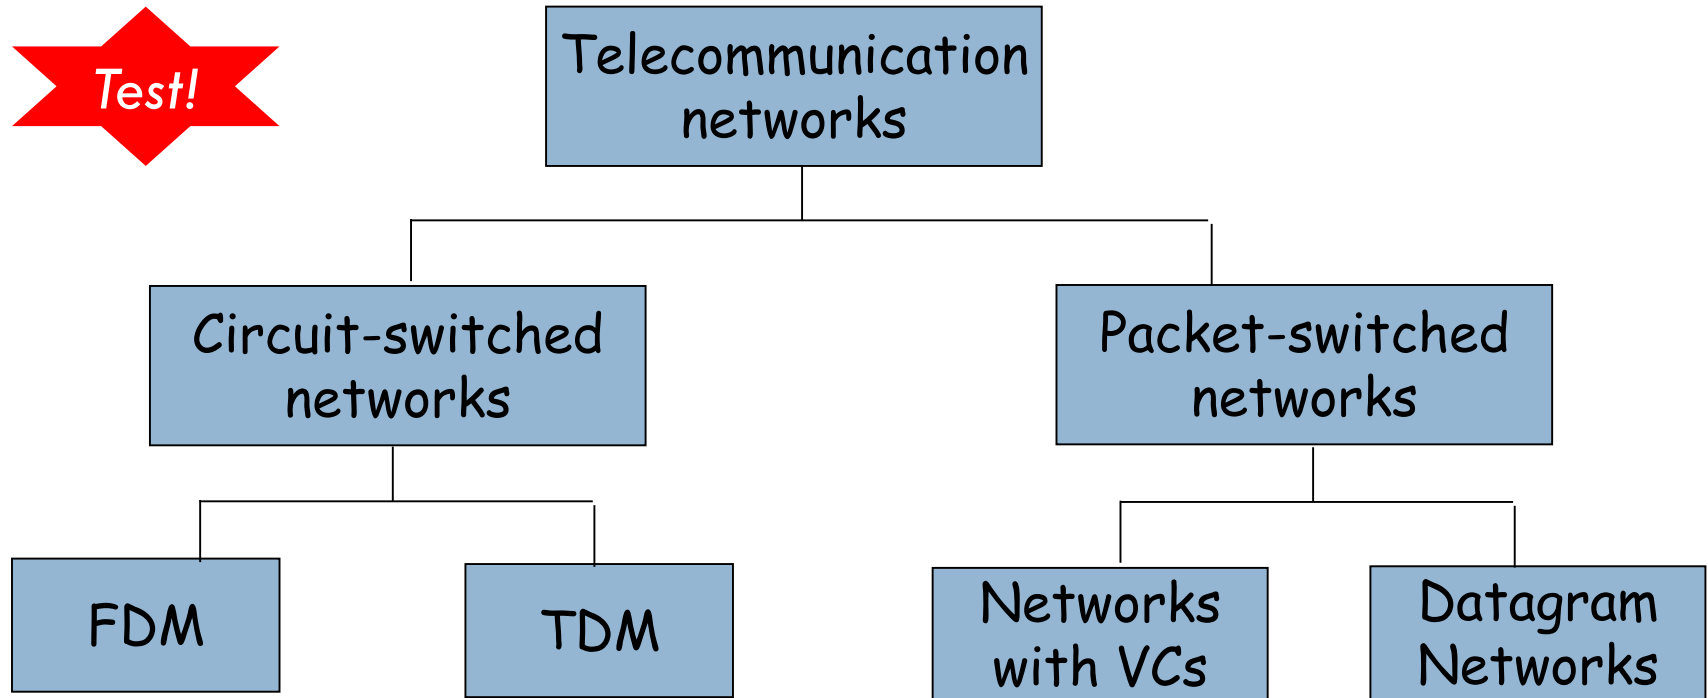 Test!
Telecommunication
networks
Circuit-switched
networks
Packet-switched
networks
FDM
TDM
Networks
with VCs
Datagram
Networks